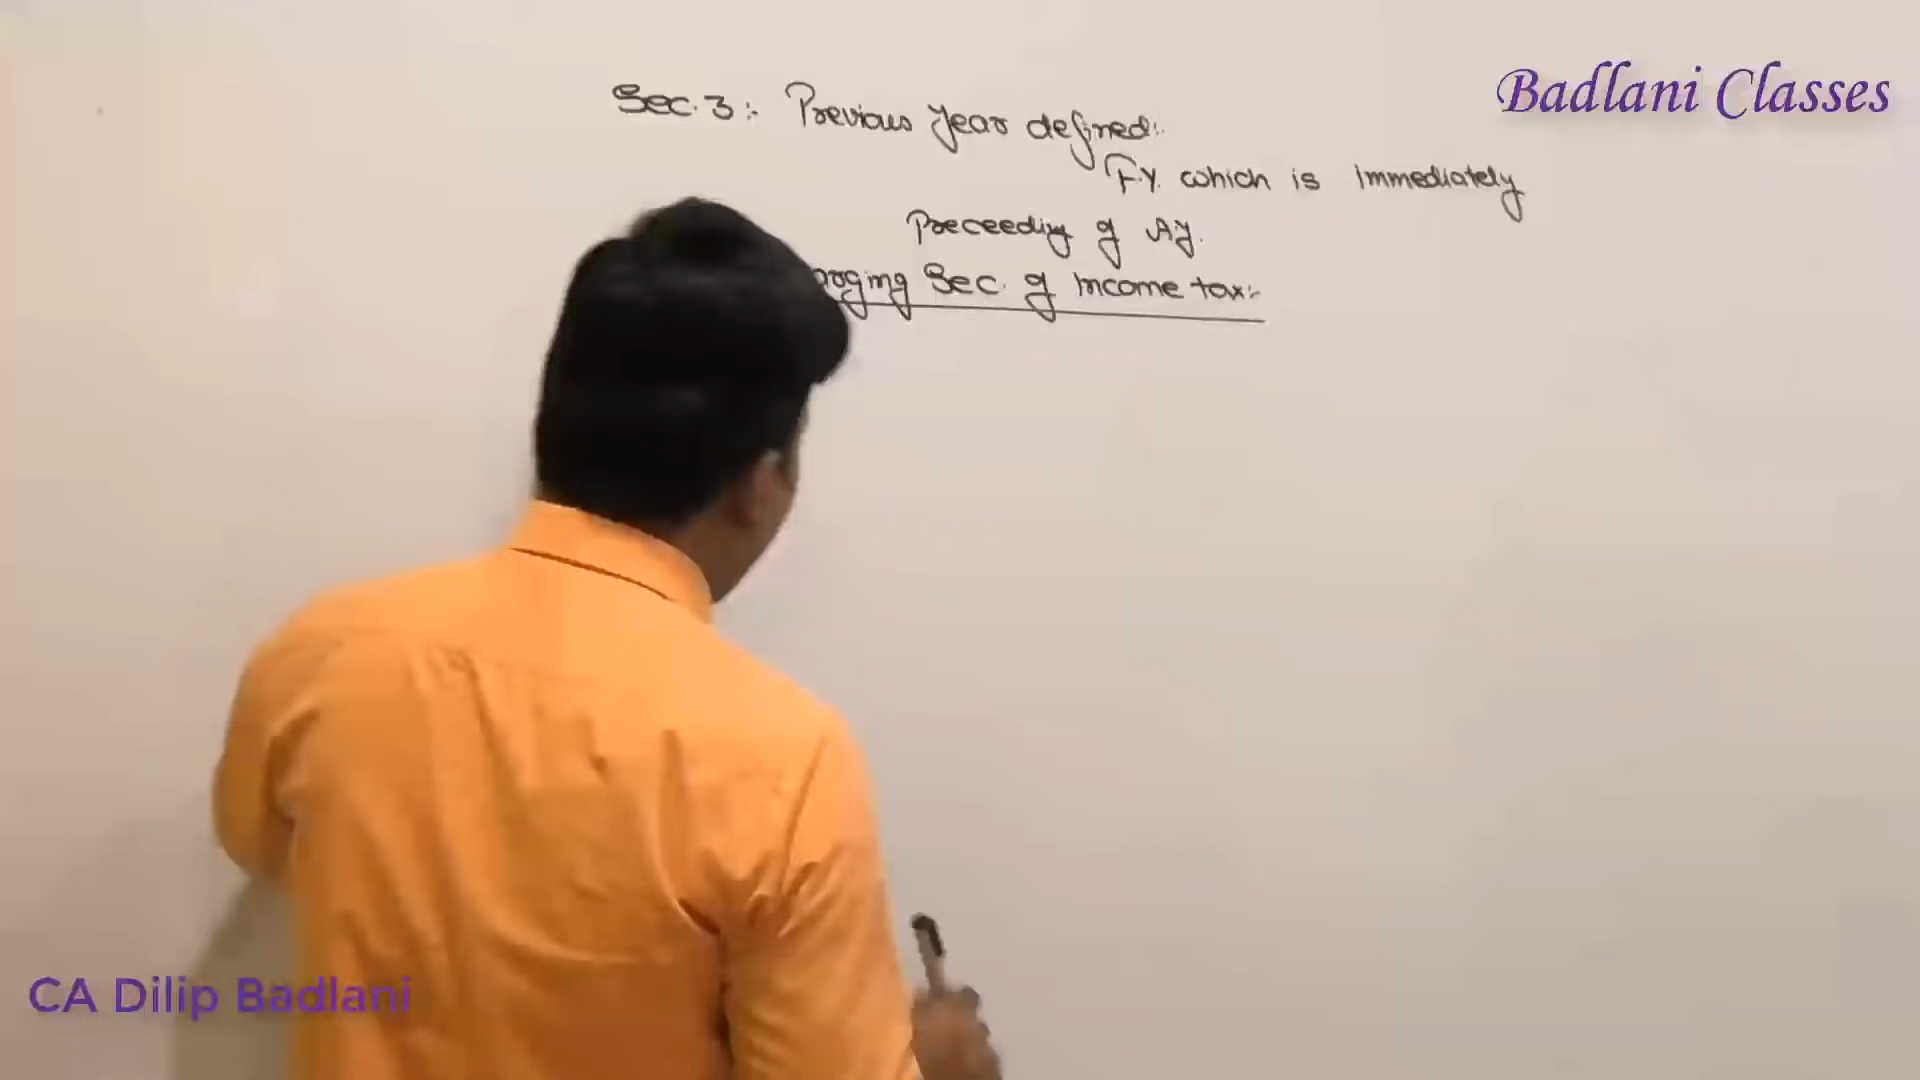 Badlani Classes
Sec. 3:- Previous year defined:-
F.Y. which is immediately
Preceeding of A.y.
Sec. of Income tax:-
CA Dilip Badlani